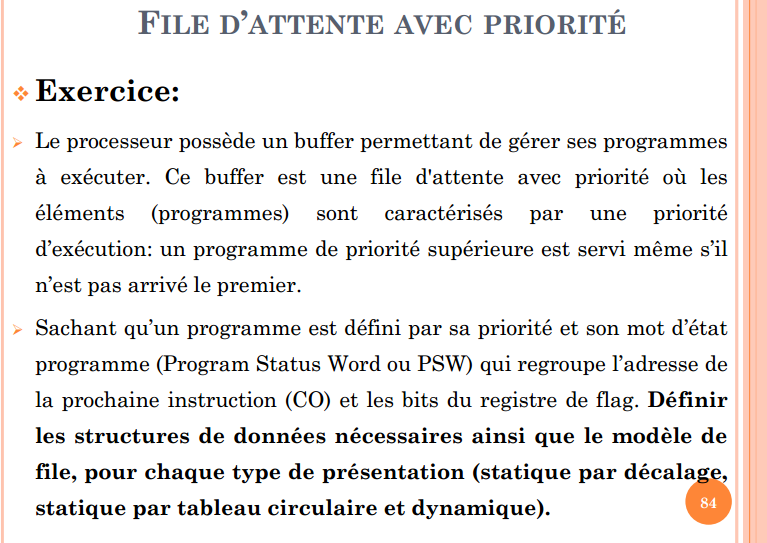 FILE D'ATTENTE AVEC PRIORITÉ
Exercice:
Le processeur possède un buffer permettant de gérer ses programmes
à exécuter. Ce buffer est une file d'attente avec priorité où les
éléments (programmes) sont caractérisés par une priorité
d'exécution: un programme de priorité supérieure est servi même s'il
n'est pas arrivé le premier.
Sachant qu'un programme est défini par sa priorité et son mot d'état
programme (Program Status Word ou PSW) qui regroupe l'adresse de
la prochaine instruction (CO) et les bits du registre de flag. Définir
les structures de données nécessaires ainsi que le modèle de
file, pour chaque type de présentation (statique par décalage,
statique par tableau circulaire et dynamique).
84